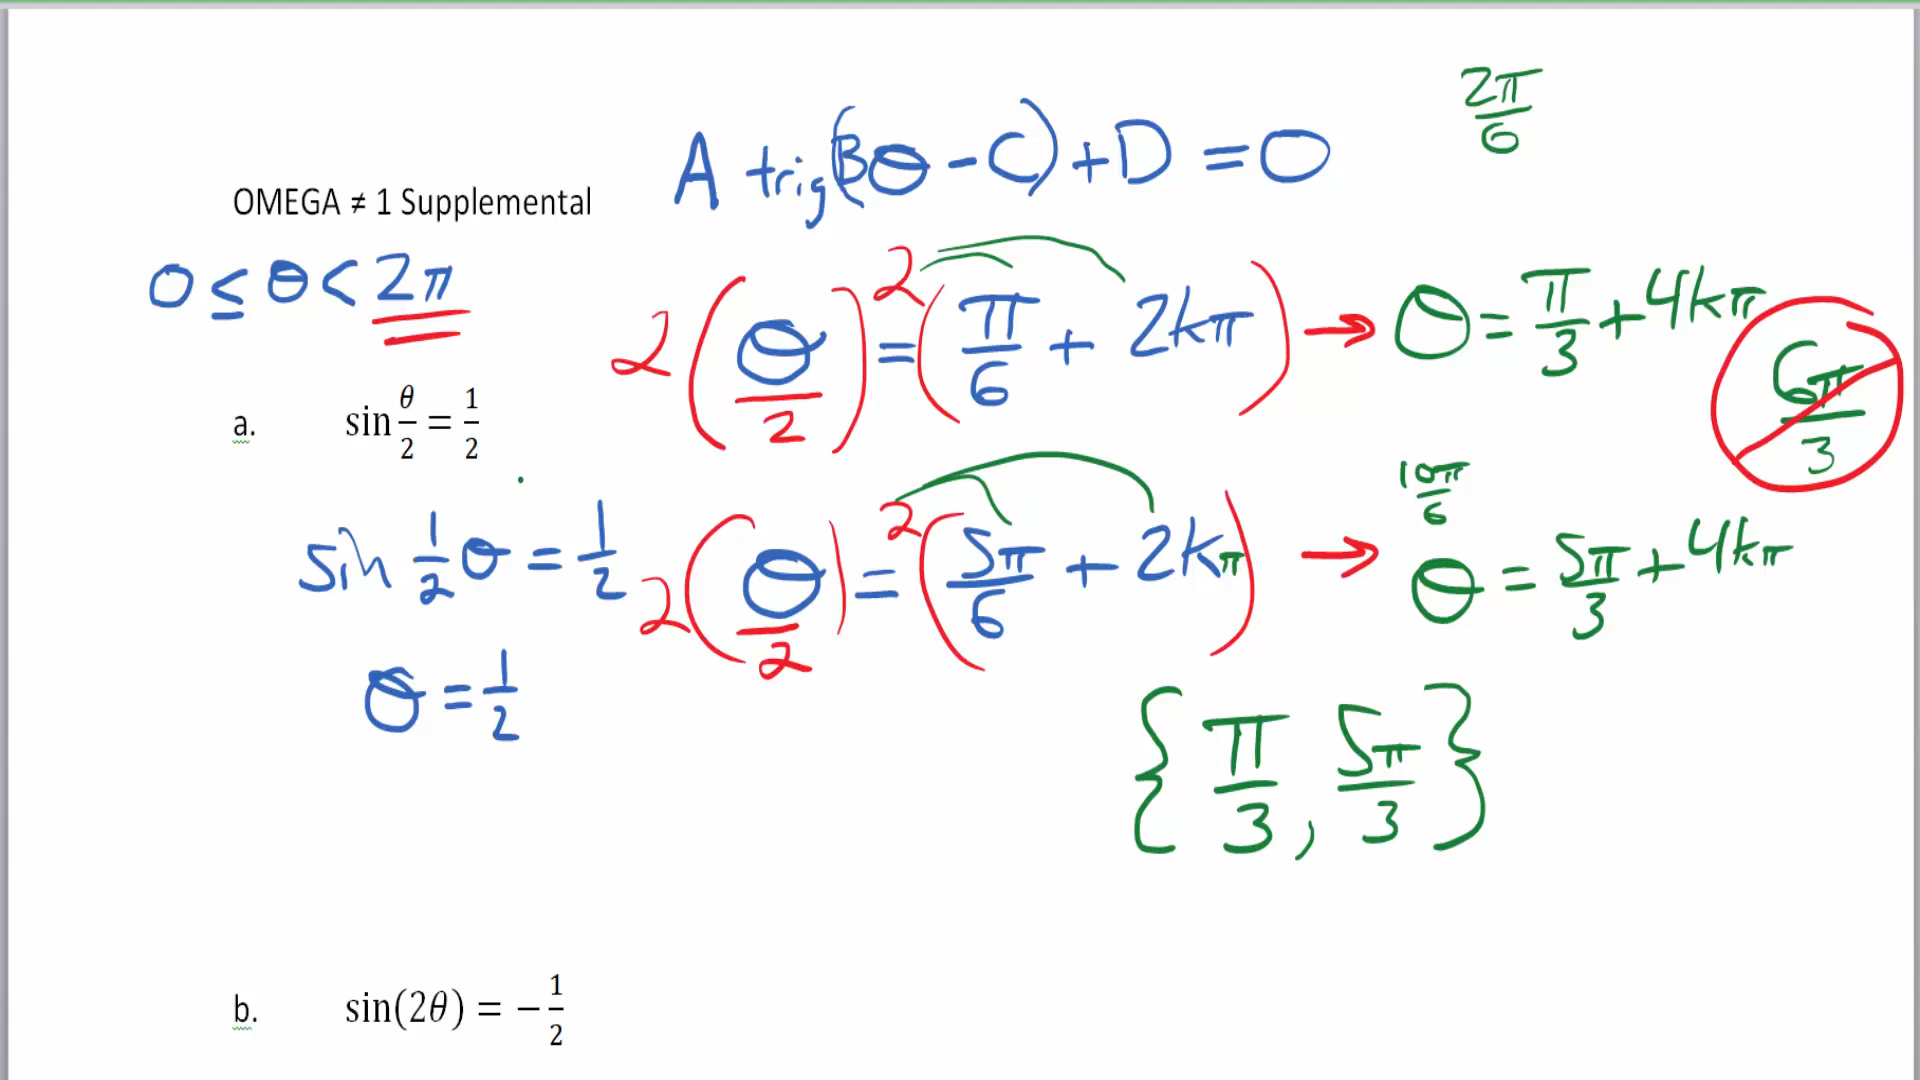 2π/6
A trig(Bθ - C) + D = 0
OMEGA ≠ 1 Supplemental
0 ≤ θ < 2π
2(θ/2) = 2(π/6 + 2kπ) → θ = π/3 + 4kπ
6π/3
a. sin θ/2 = 1/2
10π/6
sin 1/2 θ = 1/2
2(θ/2) = 2(5π/6 + 2kπ) → θ = 5π/3 + 4kπ
θ = 1/2
{π/3, 5π/3}
b. sin(2θ) = −1/2